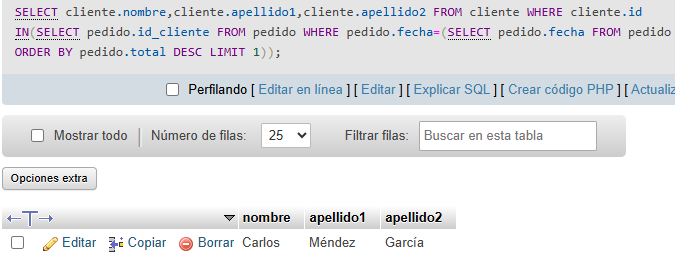 SELECT cliente.nombre,cliente.apellido1,cliente.apellido2 FROM cliente WHERE cliente.id
IN(SELECT pedido.id_cliente FROM pedido WHERE pedido.fecha=(SELECT pedido.fecha FROM pedido
ORDER BY pedido.total DESC LIMIT 1));
Perfilando [ Editar en línea ] [ Editar ] [ Explicar SQL ] [ Crear código PHP ] [ Actualiz
Mostrar todo | Número de filas: 25 Filtrar filas: Buscar en esta tabla
Opciones extra
nombre apellido1 apellido2
Editar Copiar Borrar Carlos Méndez García